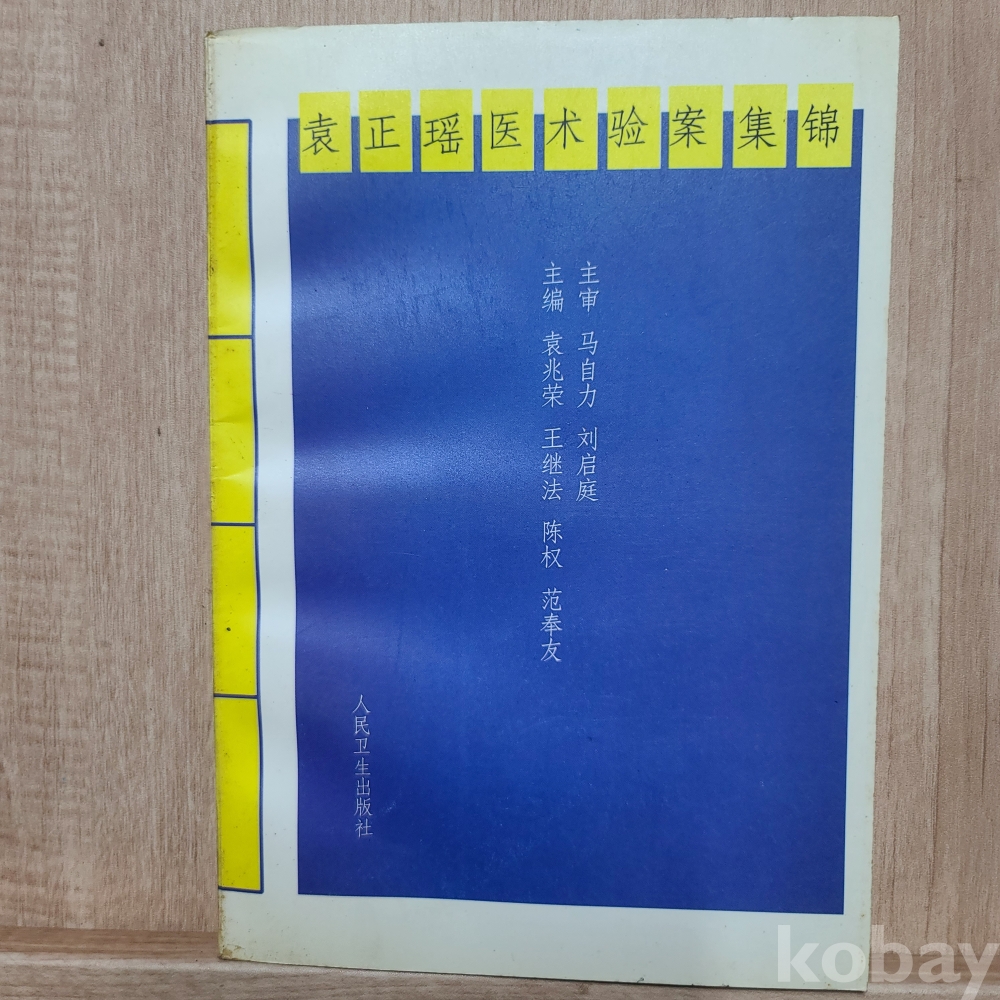 袁正瑶医术验案集锦
主审 马自力 刘启庭
主编 袁兆荣 王继法 陈权 范奉友
人民卫生出版社
kobay